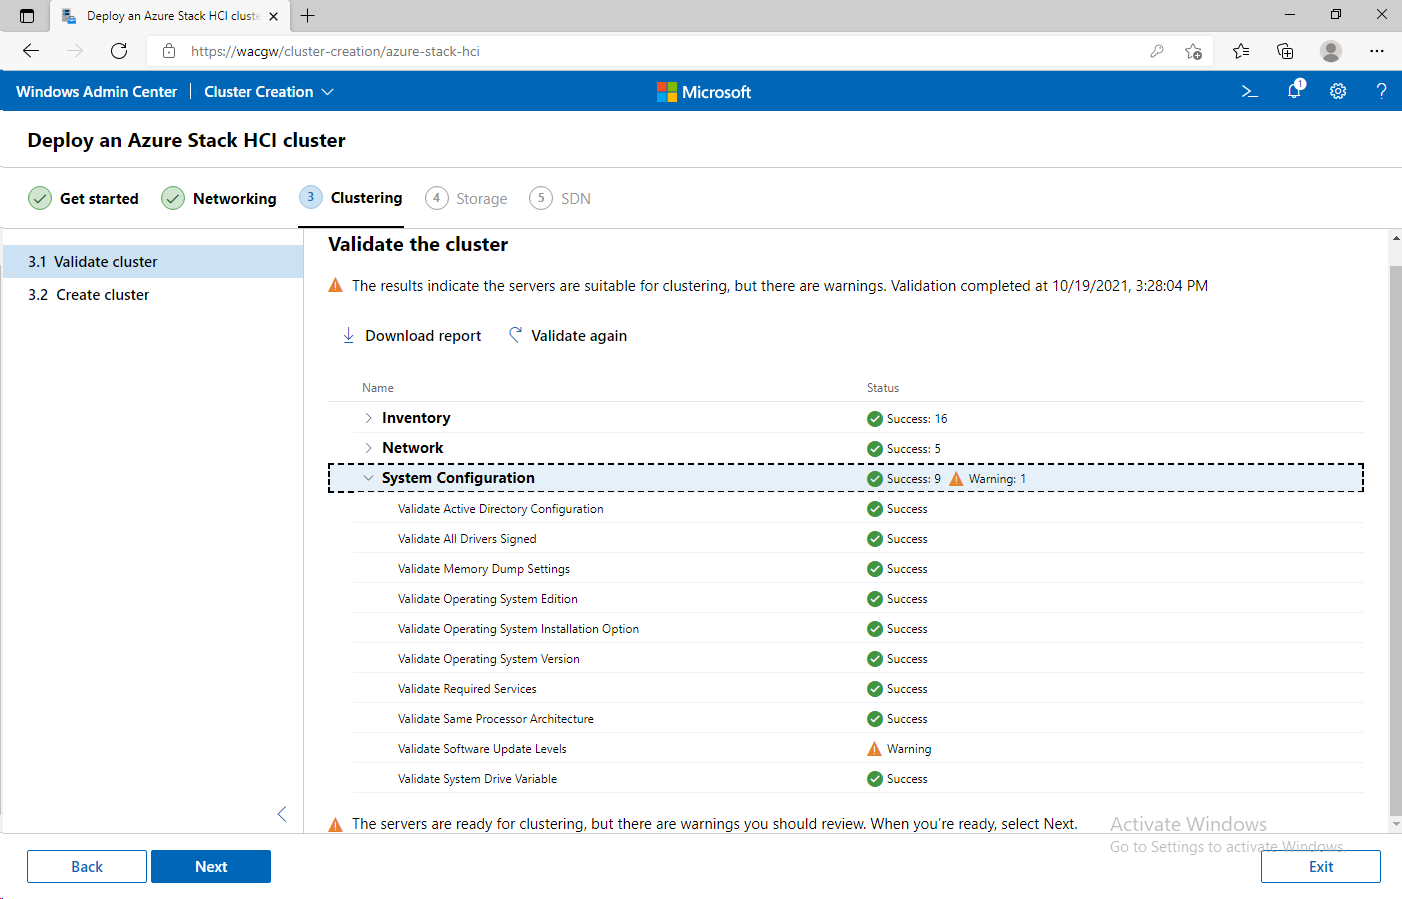 Deploy an Azure Stack HCI cluste
https://wacgw/cluster-creation/azure-stack-hci
Windows Admin Center | Cluster Creation
Microsoft
1
Deploy an Azure Stack HCI cluster
Get started
Networking
3 Clustering
4 Storage
5 SDN
3.1 Validate cluster
3.2 Create cluster
Validate the cluster
The results indicate the servers are suitable for clustering, but there are warnings. Validation completed at 10/19/2021, 3:28:04 PM
Download report
Validate again
Name Status
Inventory Success: 16
Network Success: 5
System Configuration Success: 9 Warning: 1
Validate Active Directory Configuration Success
Validate All Drivers Signed Success
Validate Memory Dump Settings Success
Validate Operating System Edition Success
Validate Operating System Installation Option Success
Validate Operating System Version Success
Validate Required Services Success
Validate Same Processor Architecture Success
Validate Software Update Levels Warning
Validate System Drive Variable Success
The servers are ready for clustering, but there are warnings you should review. When you're ready, select Next.
Activate Windows
Go to Settings to activate Windows.
Back
Next
Exit